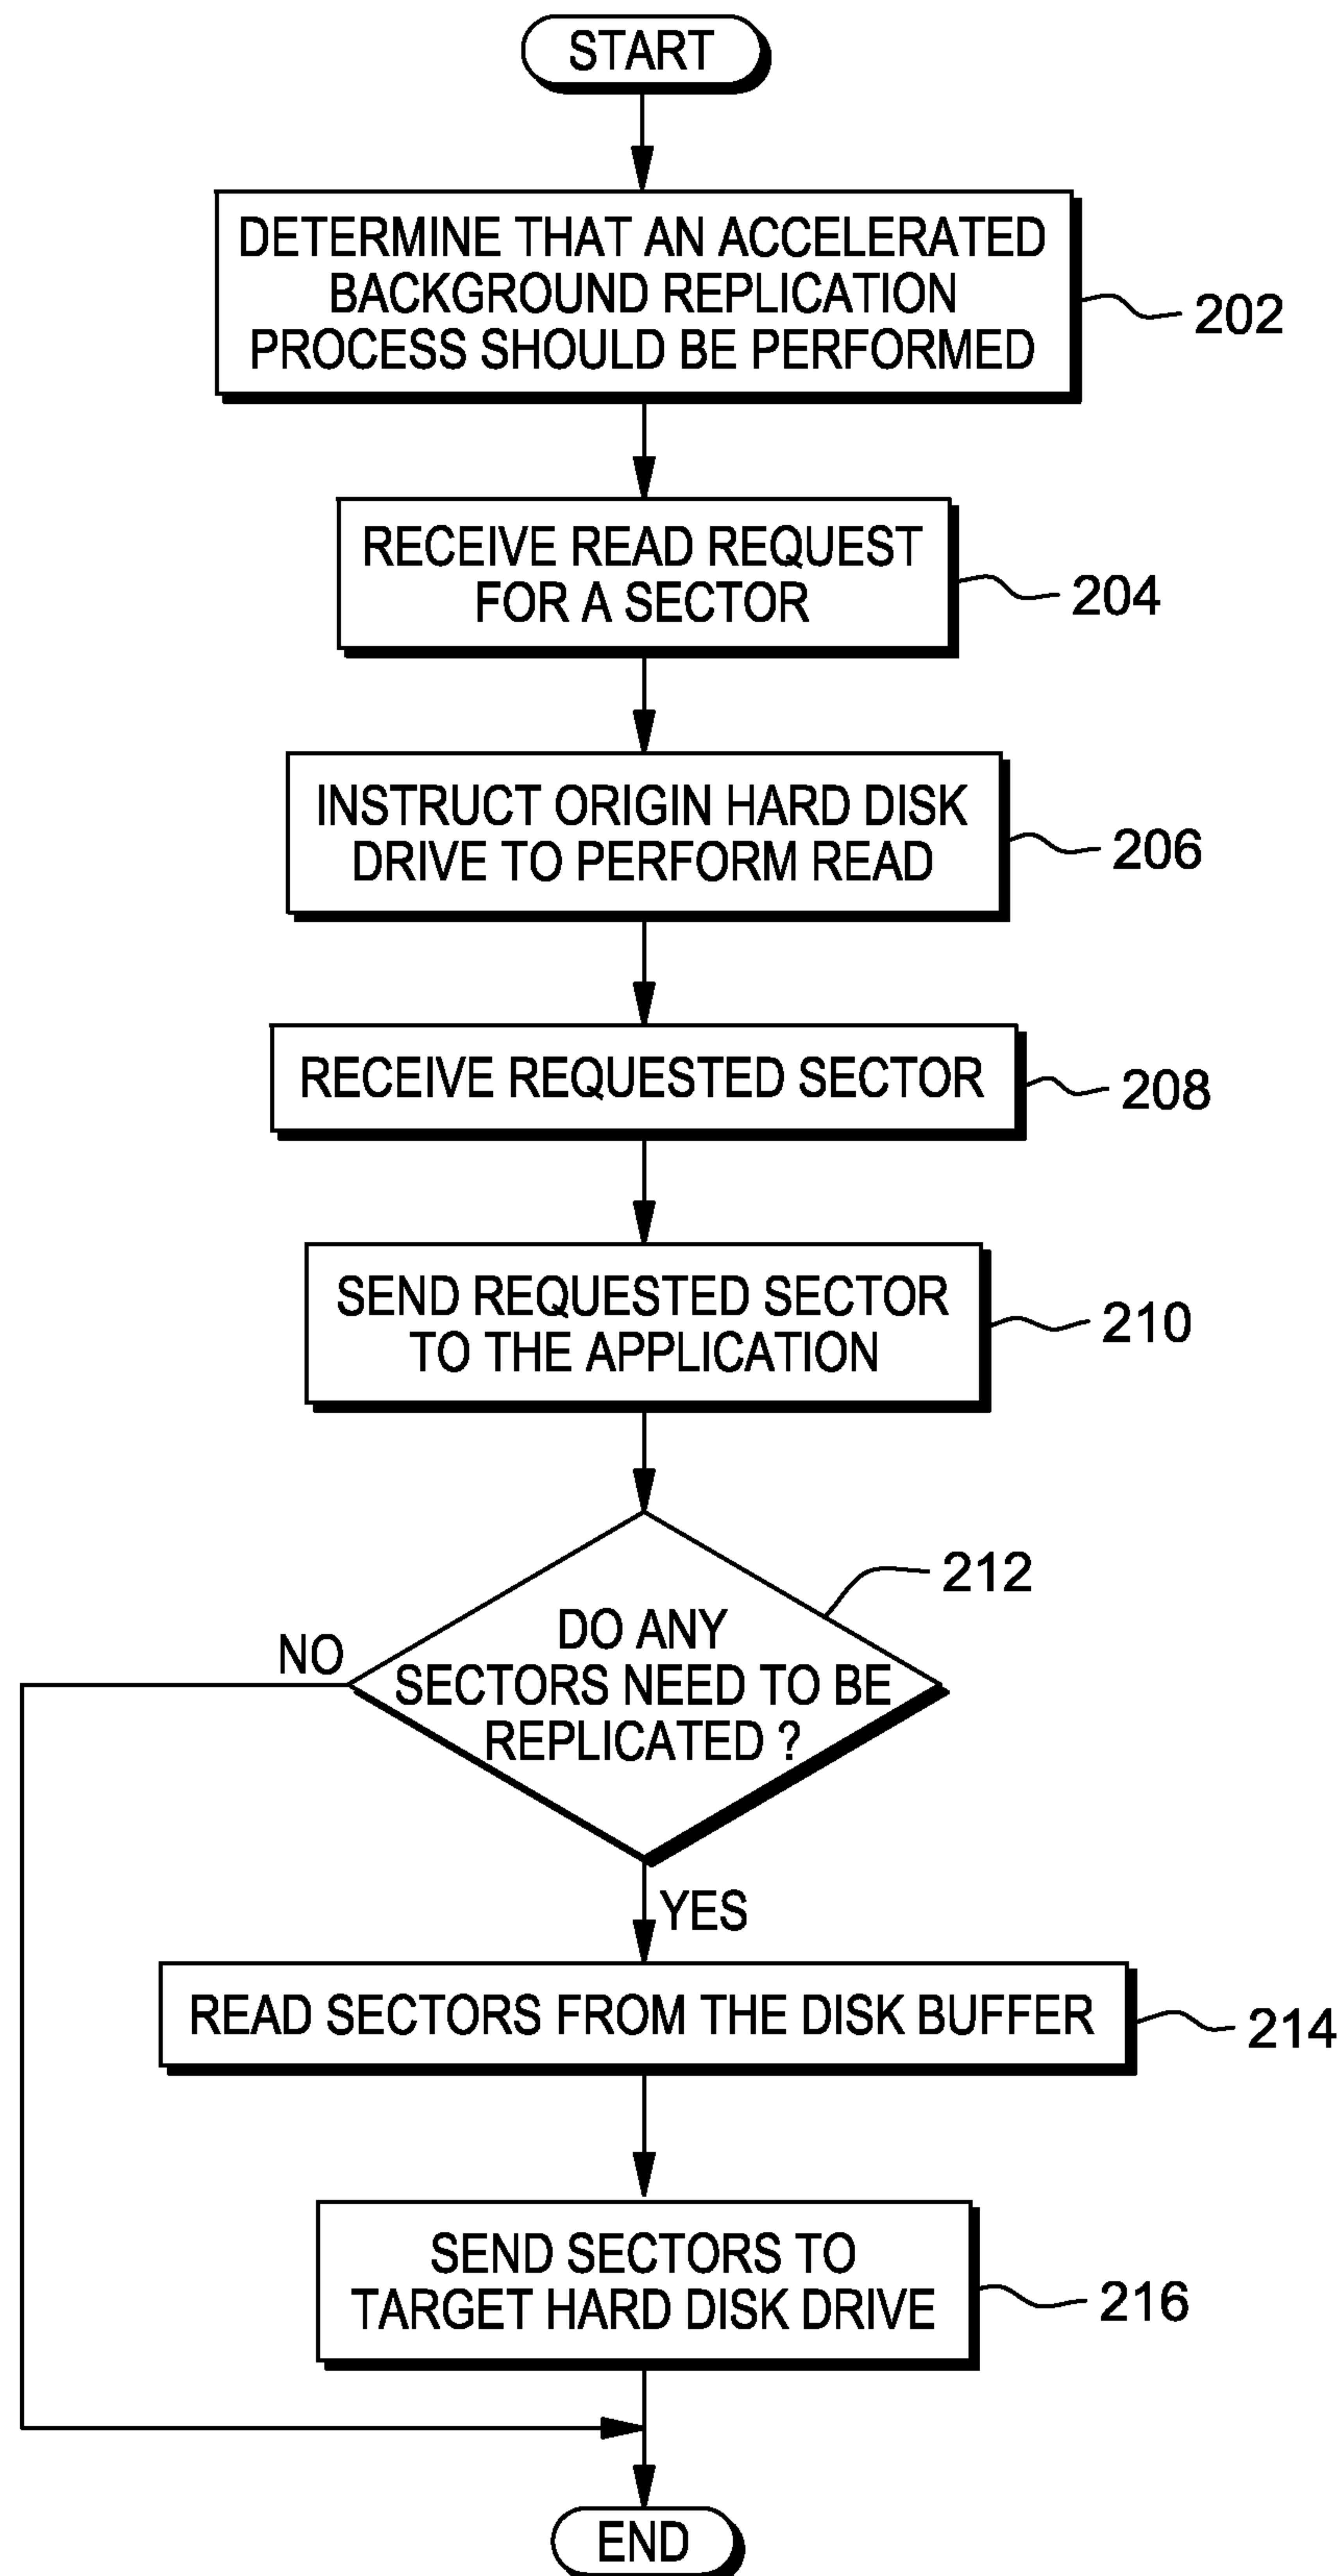 START
DETERMINE THAT AN ACCELERATED
BACKGROUND REPLICATION
PROCESS SHOULD BE PERFORMED
202
RECEIVE READ REQUEST
FOR A SECTOR
204
INSTRUCT ORIGIN HARD DISK
DRIVE TO PERFORM READ
206
RECEIVE REQUESTED SECTOR
208
SEND REQUESTED SECTOR
TO THE APPLICATION
210
212
DO ANY
SECTORS NEED TO BE
REPLICATED ?
NO
YES
READ SECTORS FROM THE DISK BUFFER
214
SEND SECTORS TO
TARGET HARD DISK DRIVE
216
END